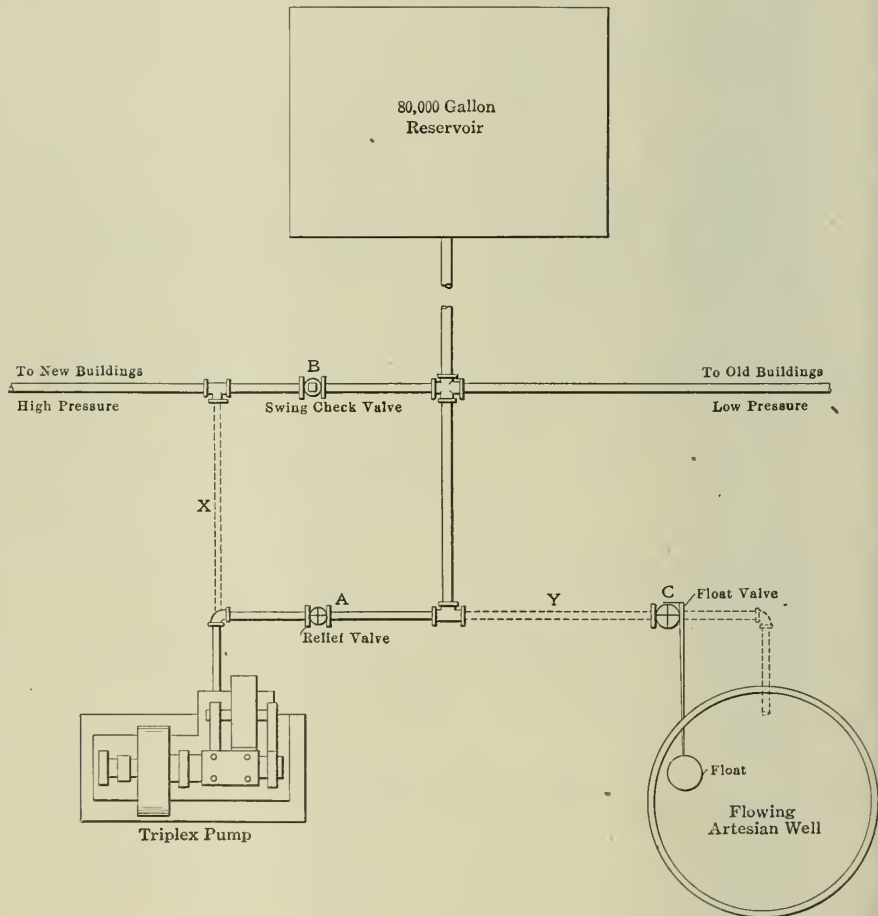 80,000 Gallon
Reservoir
To New Buildings
High Pressure
B
Swing Check Valve
To Old Buildings
Low Pressure
X
A
Relief Valve
Y
C
Float Valve
Float
Flowing
Artesian Well
Triplex Pump